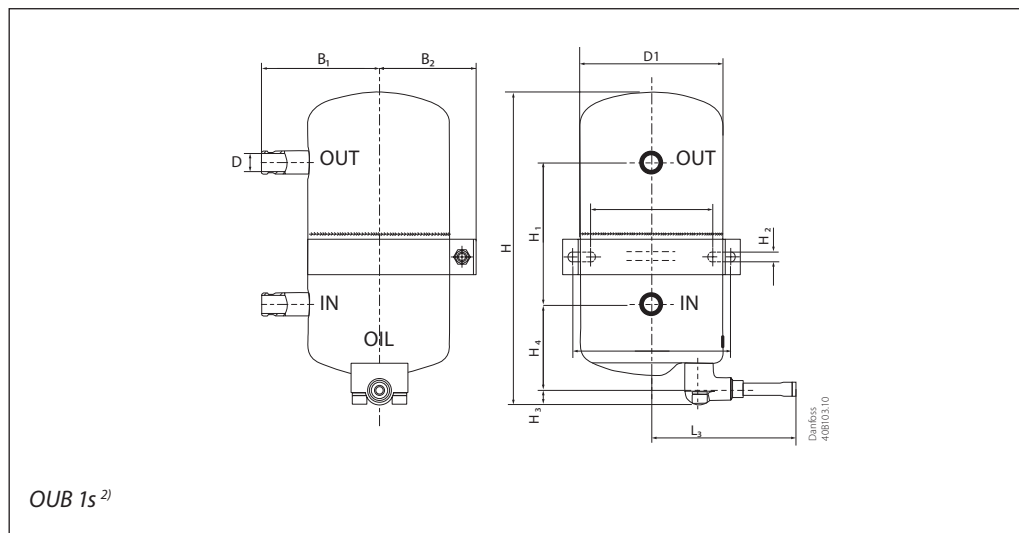 B₁
B₂
D
OUT
IN
OIL
D1
OUT
H
H₁
H₂
IN
H₄
H₃
L₃
Danfoss
40B103.10
OUB 1s ²⁾